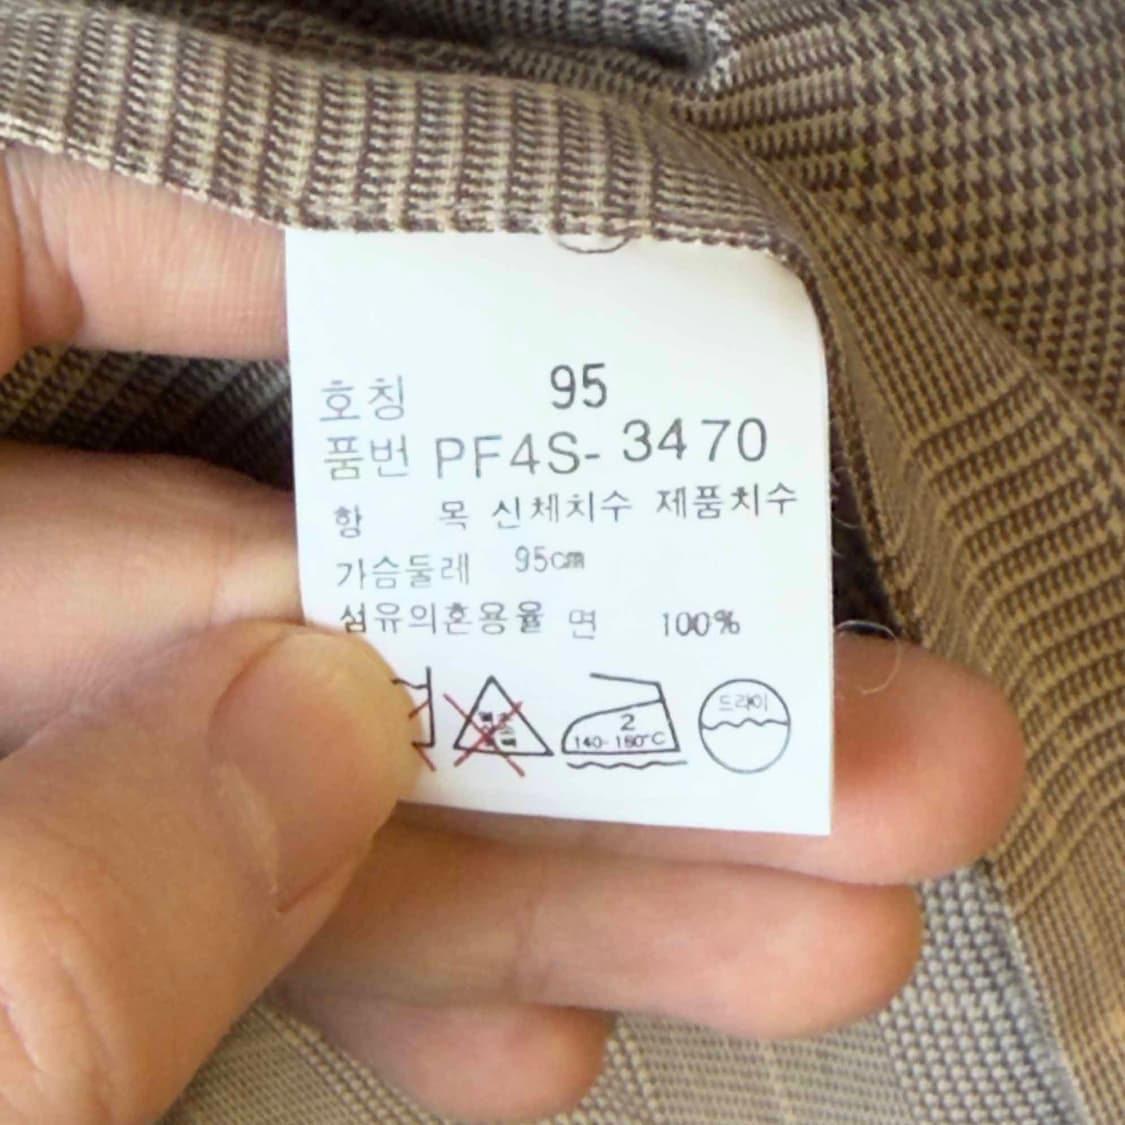 호칭 95
품번 PF4S-3470
항 목 신체치수 제품치수
가슴둘레 95cm
섬유의혼용율 면 100%
2
140-160°C
드라이